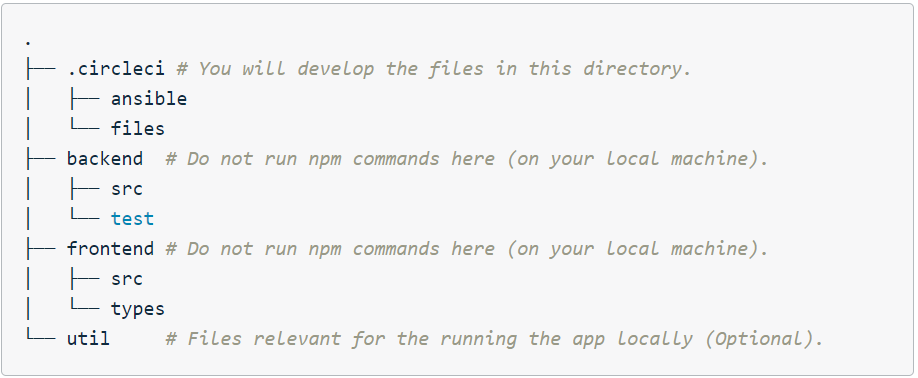 .
├── .circleci # You will develop the files in this directory.
│   ├── ansible
│   └── files
├── backend  # Do not run npm commands here (on your local machine).
│   ├── src
│   └── test
├── frontend # Do not run npm commands here (on your local machine).
│   ├── src
│   └── types
└── util     # Files relevant for the running the app locally (Optional).